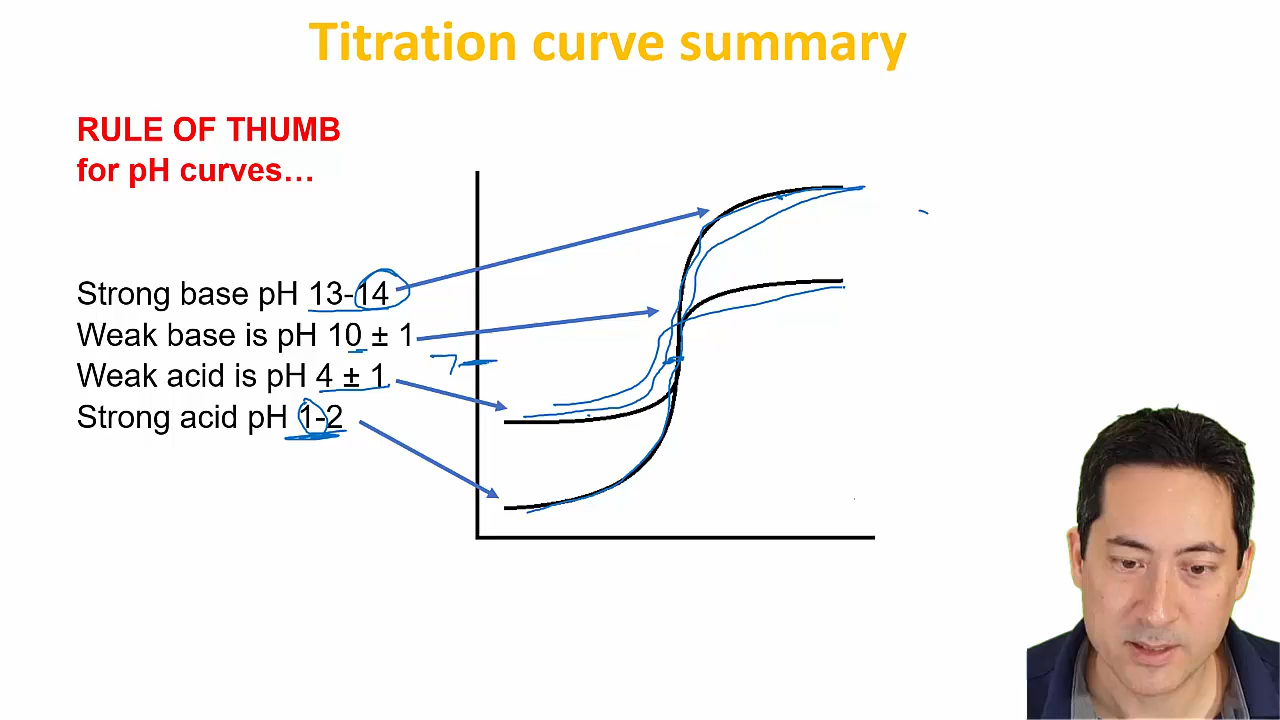 Titration curve summary
RULE OF THUMB
for pH curves…
Strong base pH 13-14
Weak base is pH 10 ± 1
7
Weak acid is pH 4 ± 1
Strong acid pH 1-2